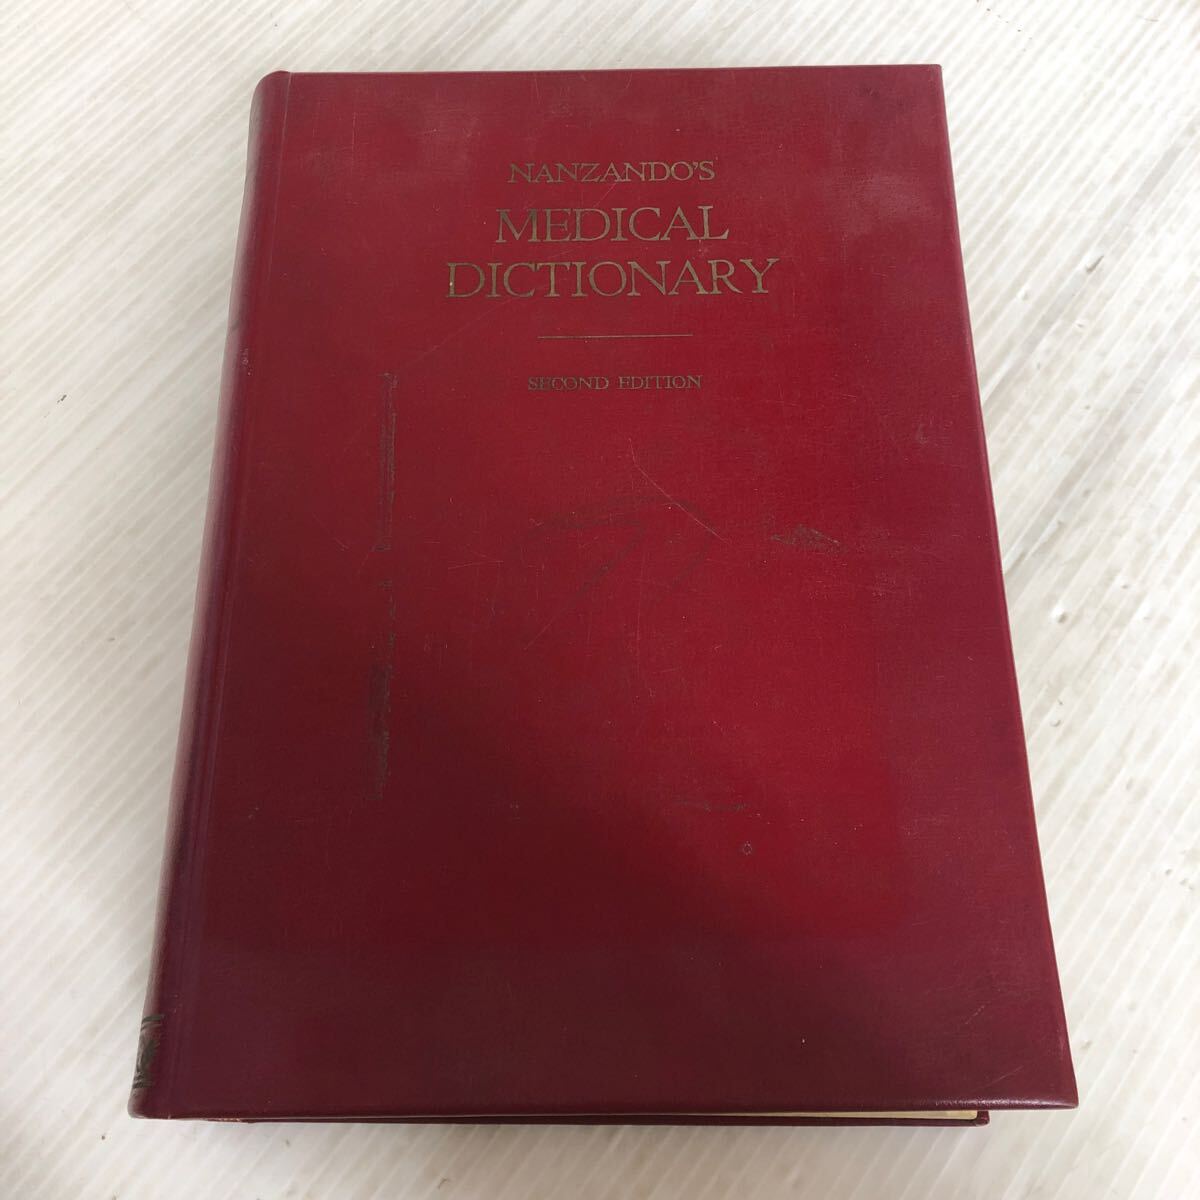 NANZANDO'S
MEDICAL
DICTIONARY
SECOND EDITION